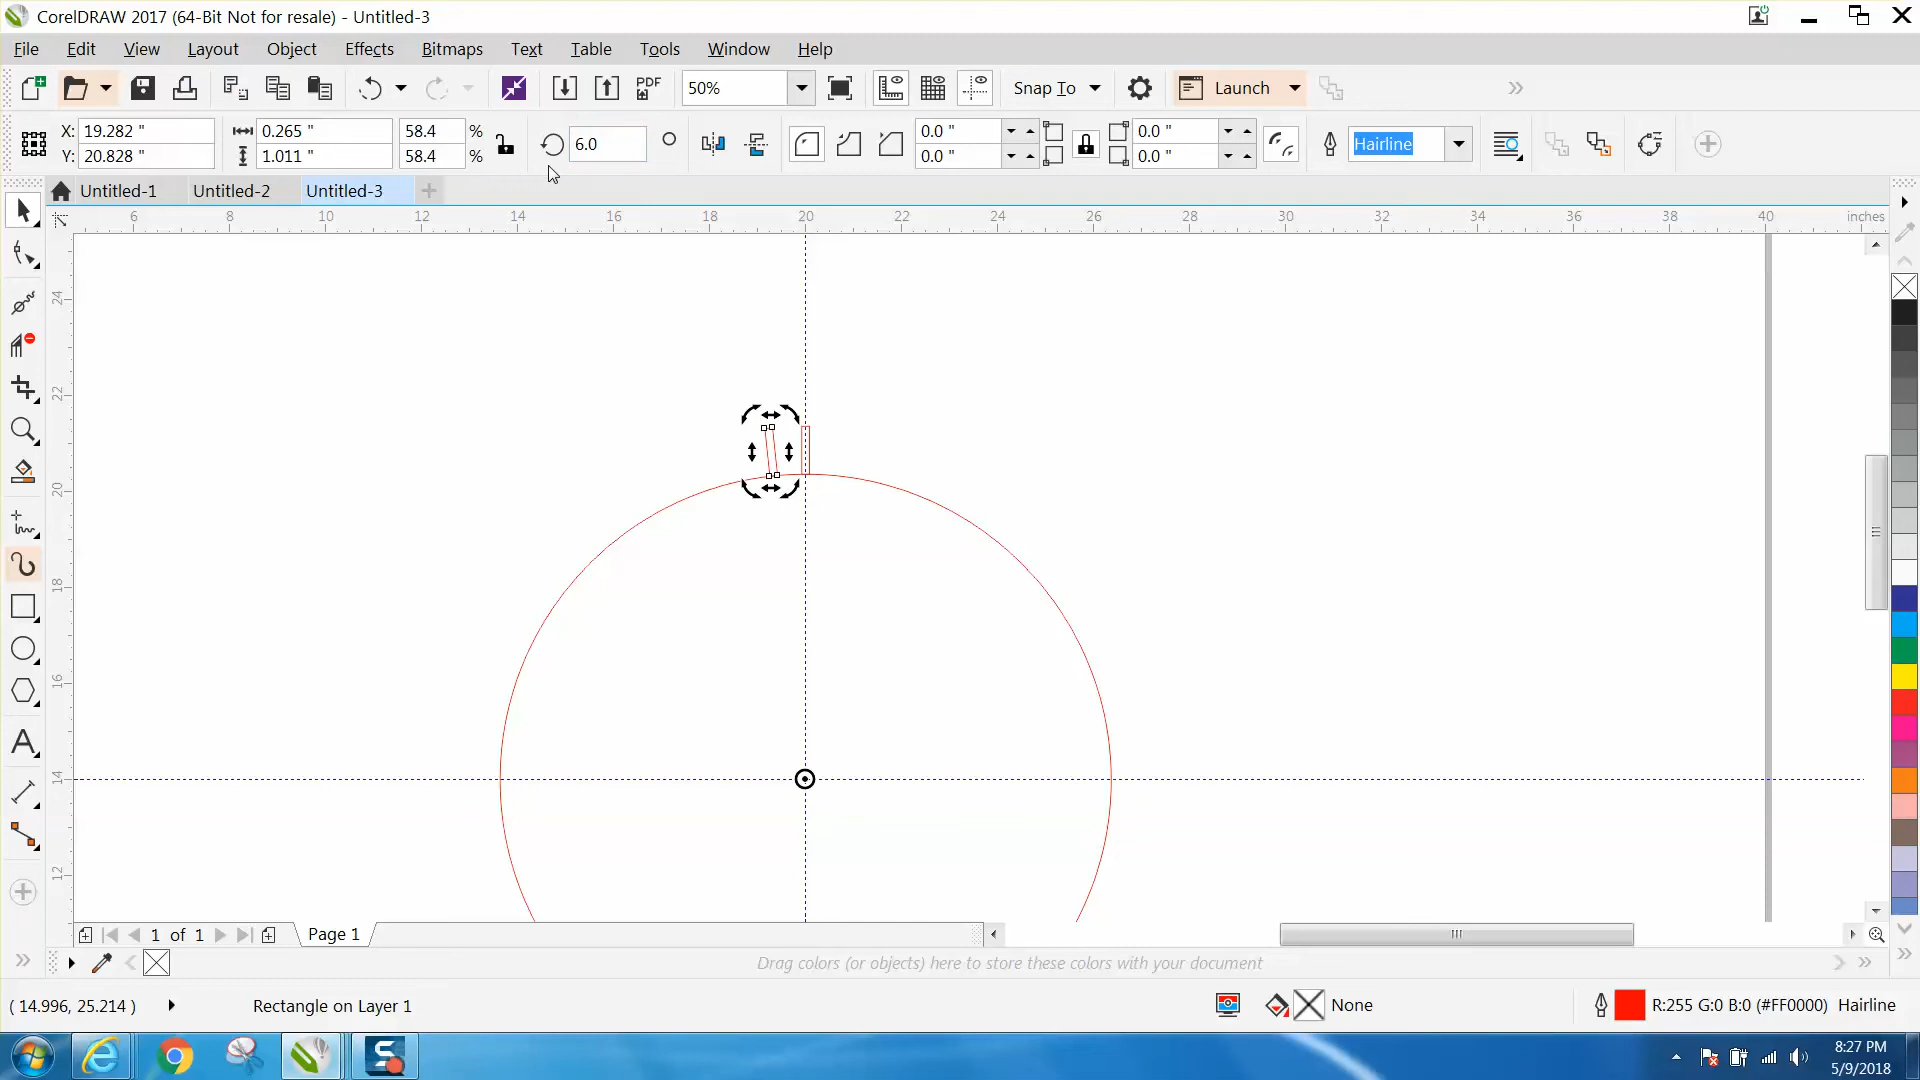 CorelDRAW 2017 (64-Bit Not for resale) - Untitled-3
File Edit View Layout Object Effects Bitmaps Text Table Tools Window Help
PDF 50% Snap To Launch
X: 19.282 " 0.265 " 58.4 % 0.0 " 0.0 "
Y: 20.828 " 1.011 " 58.4 % 6.0 0.0 " 0.0 " Hairline
Untitled-1 Untitled-2 Untitled-3
6 8 10 12 14 16 18 20 22 24 26 28 30 32 34 36 38 40 inches
24
22
20
18
16
14
12
1 of 1 Page 1
Drag colors (or objects) here to store these colors with your document
( 14.996, 25.214 ) Rectangle on Layer 1 None R:255 G:0 B:0 (#FF0000) Hairline
8:27 PM
5/9/2018